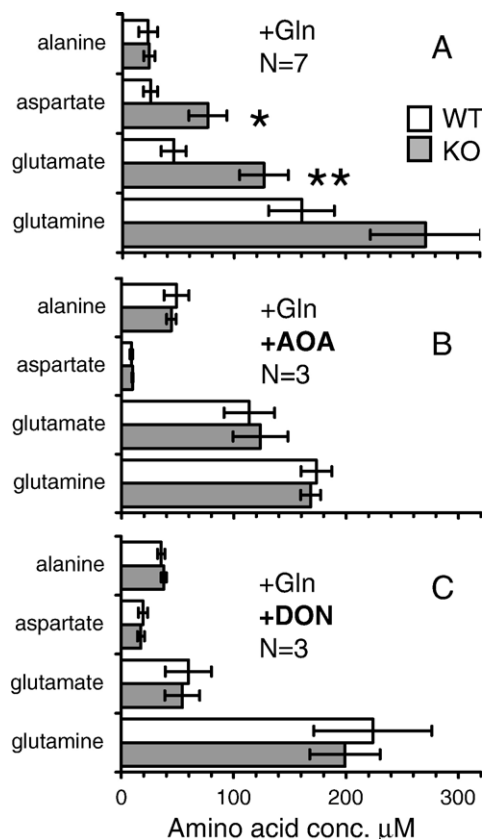 alanine
+Gln
A
N=7
aspartate
*
WT
glutamate
KO
**
glutamine
alanine
+Gln
+AOA
B
aspartate
N=3
glutamate
glutamine
alanine
+Gln
C
+DON
aspartate
N=3
glutamate
glutamine
0 100 200 300
Amino acid conc. µM